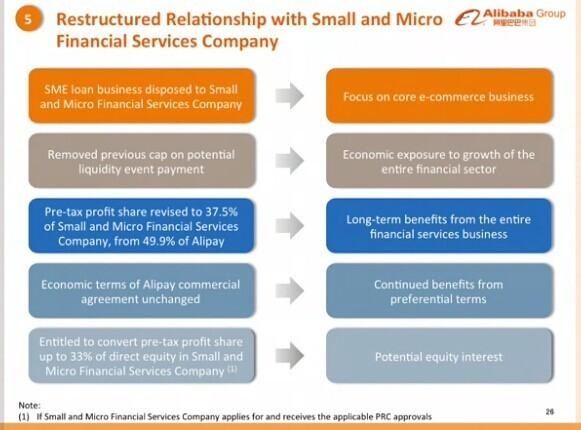 5
Restructured Relationship with Small and Micro
Financial Services Company
Alibaba Group
SME loan business disposed to Small
and Micro Financial Services Company
Focus on core e-commerce business
Removed previous cap on potential
liquidity event payment
Economic exposure to growth of the
entire financial sector
Pre-tax profit share revised to 37.5%
of Small and Micro Financial Services
Company, from 49.9% of Alipay
Long-term benefits from the entire
financial services business
Economic terms of Alipay commercial
agreement unchanged
Continued benefits from
preferential terms
Entitled to convert pre-tax profit share
up to 33% of direct equity in Small and
Micro Financial Services Company (1)
Potential equity interest
Note:
(1) If Small and Micro Financial Services Company applies for and receives the applicable PRC approvals
26